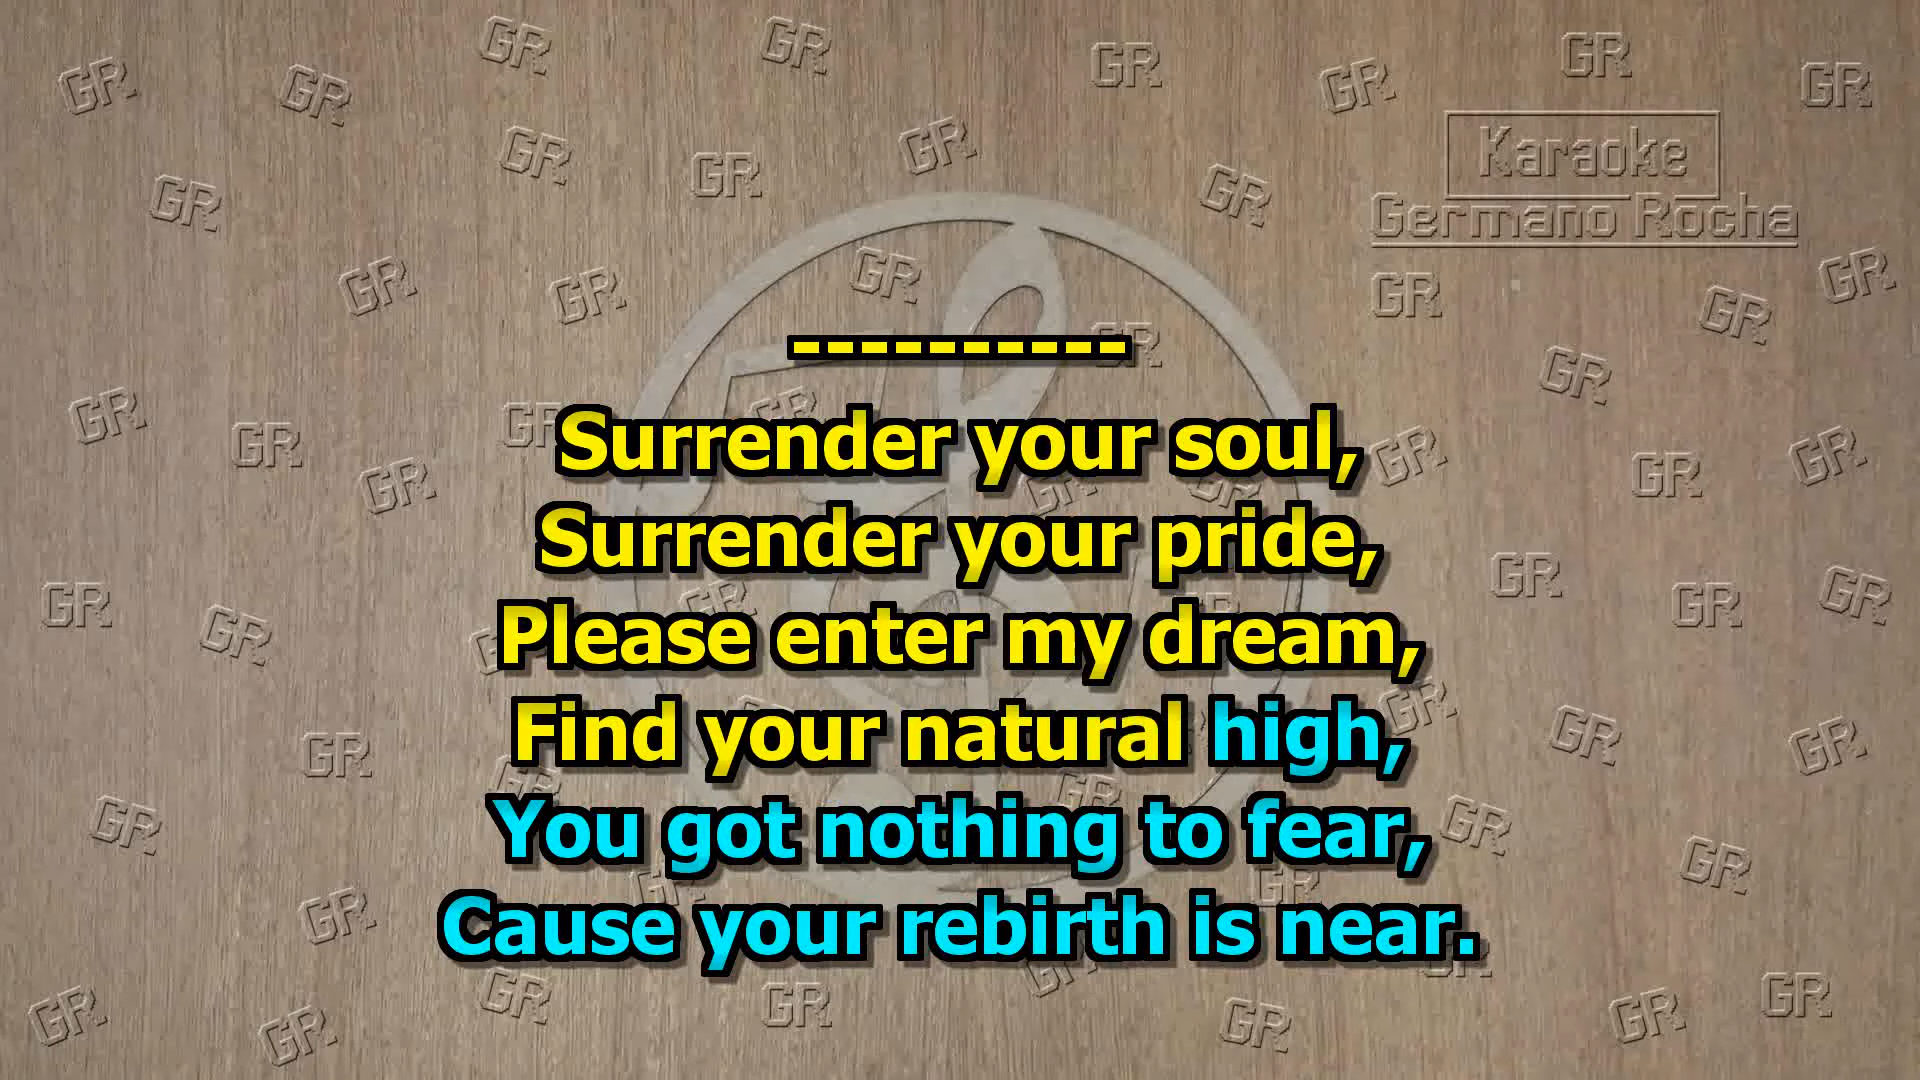 Karaoke
Germano Rocha
----------
Surrender your soul,
Surrender your pride,
Please enter my dream,
Find your natural high,
You got nothing to fear,
Cause your rebirth is near.
GR